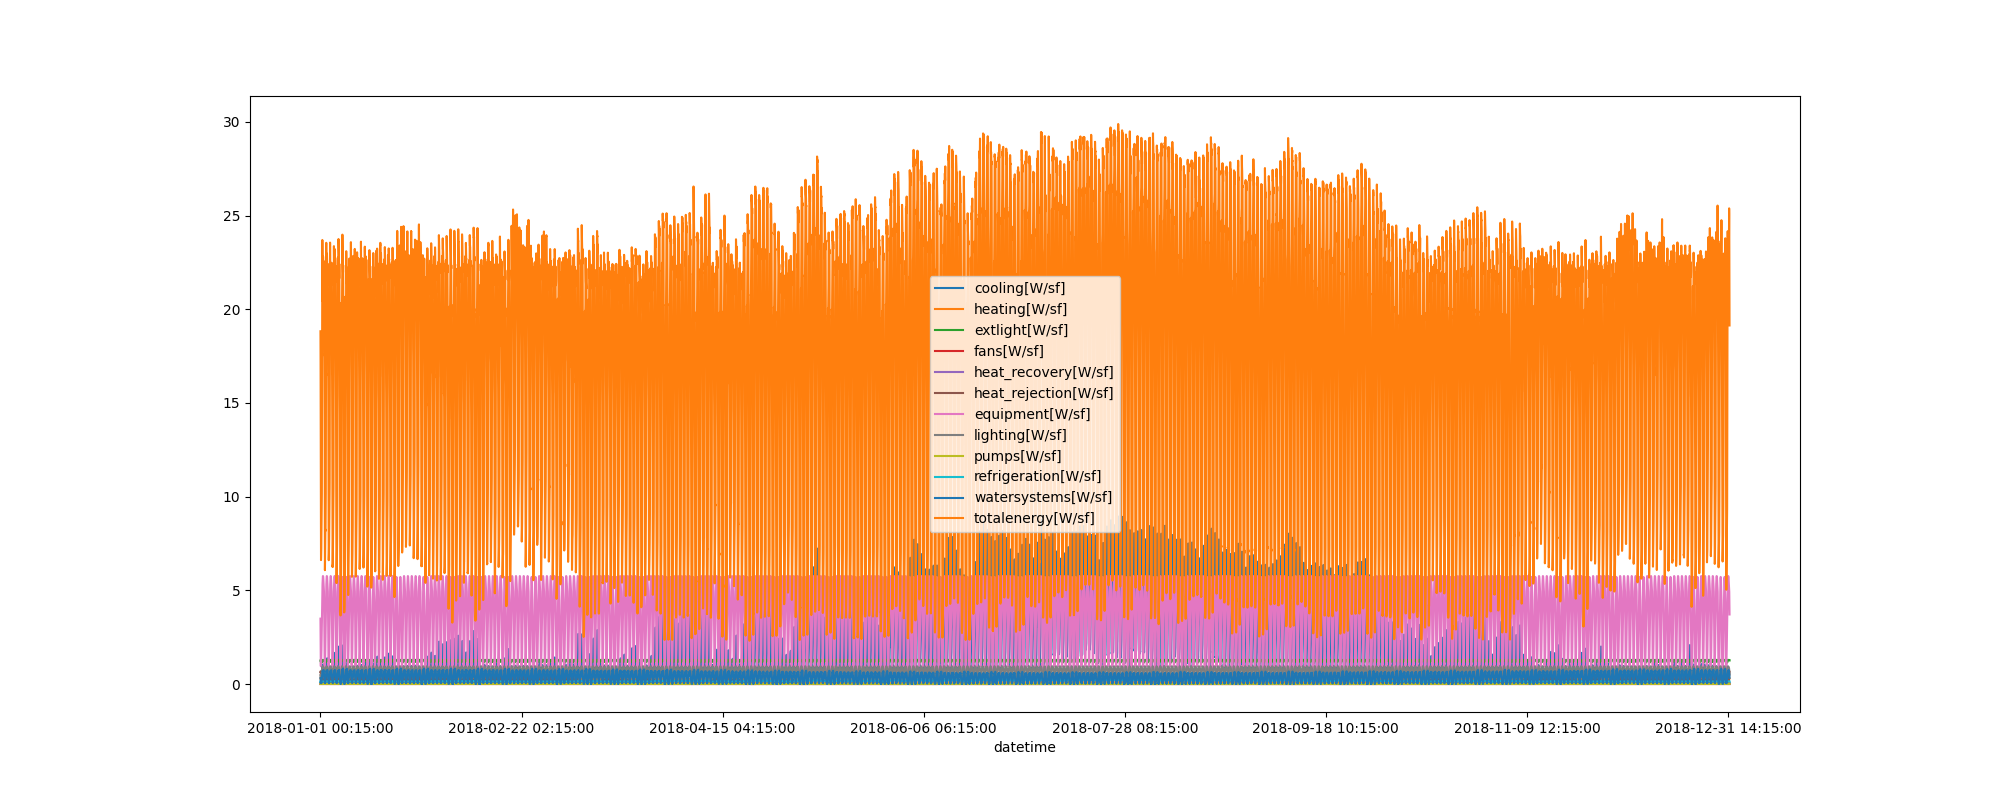 30
25
20
15
10
5
0
cooling[W/sf]
heating[W/sf]
extlight[W/sf]
fans[W/sf]
heat_recovery[W/sf]
heat_rejection[W/sf]
equipment[W/sf]
lighting[W/sf]
pumps[W/sf]
refrigeration[W/sf]
watersystems[W/sf]
totalenergy[W/sf]
2018-01-01 00:15:00 2018-02-22 02:15:00 2018-04-15 04:15:00 2018-06-06 06:15:00 2018-07-28 08:15:00 2018-09-18 10:15:00 2018-11-09 12:15:00 2018-12-31 14:15:00
datetime